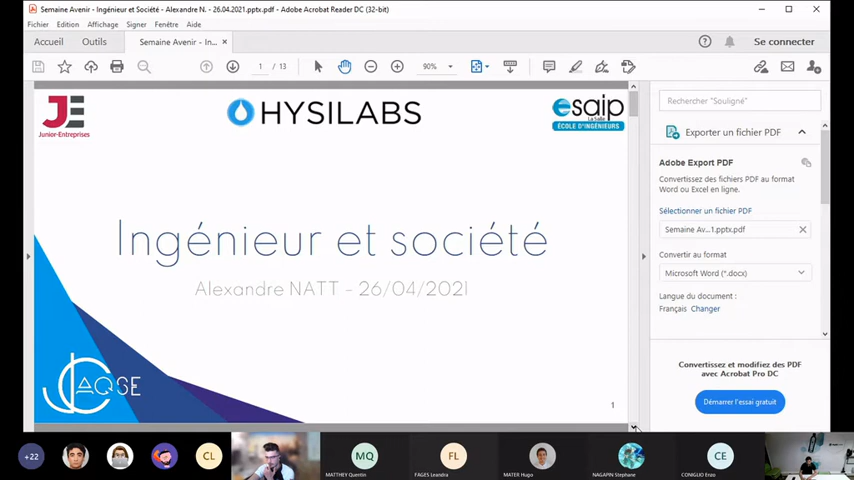 Semaine Avenir - Ingénieur et Société - Alexandre N. - 26.04.2021.pptx.pdf - Adobe Acrobat Reader DC (32-bit)
Fichier Edition Affichage Signer Fenêtre Aide
Accueil Outils Semaine Avenir - In... × Se connecter
1 / 13 90%
JE
Junior-Entreprises
HYSILABS
esaip
La Salle
ÉCOLE D'INGÉNIEURS
Ingénieur et société
Alexandre NATT - 26/04/2021
JC AQSE
1
Rechercher "Souligné"
Exporter un fichier PDF
Adobe Export PDF
Convertissez des fichiers PDF au format
Word ou Excel en ligne.
Sélectionner un fichier PDF
Semaine Av...1.pptx.pdf
Convertir au format
Microsoft Word (*.docx)
Langue du document :
Français Changer
Convertissez et modifiez des PDF
avec Acrobat Pro DC
Démarrer l'essai gratuit
+22 CL MQ FL CE
MATTHEY Quentin FAGES Leandra MATER Hugo NAGAPIN Stephane CONIGLIO Enzo